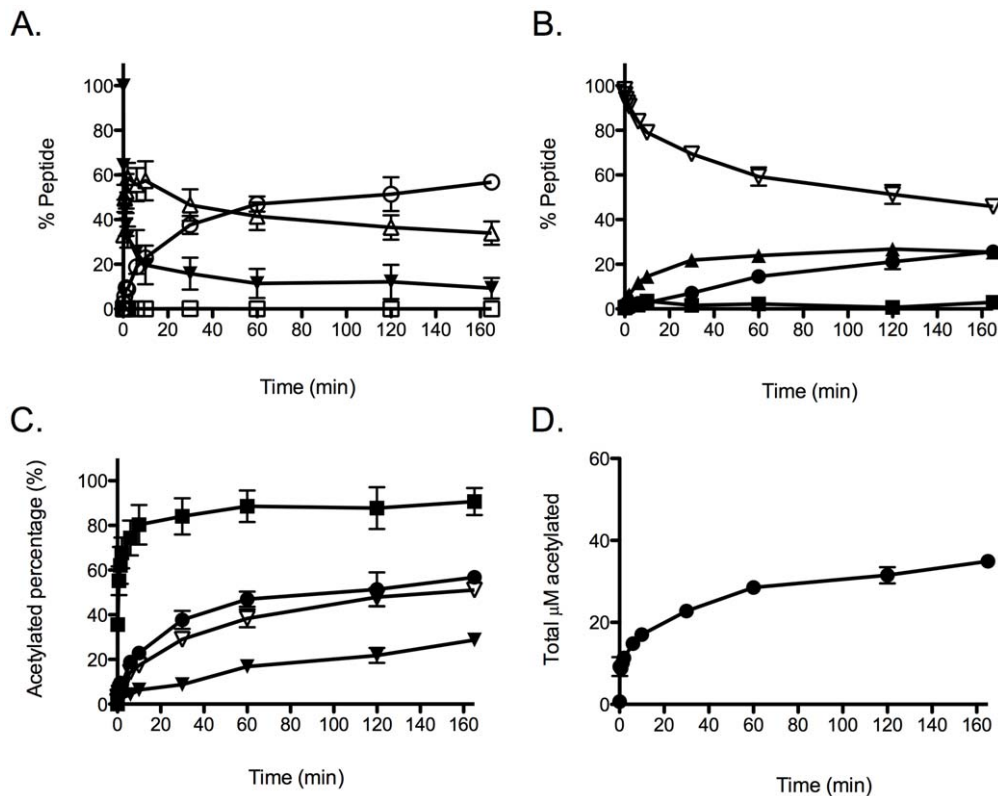 A.
% Peptide
100
80
60
40
20
0
0 20 40 60 80 100 120 140 160
Time (min)
B.
% Peptide
100
80
60
40
20
0
0 20 40 60 80 100 120 140 160
Time (min)
C.
Acetylated percentage (%)
100
80
60
40
20
0
0 20 40 60 80 100 120 140 160
Time (min)
D.
Total μM acetylated
60
40
20
0
0 20 40 60 80 100 120 140 160
Time (min)